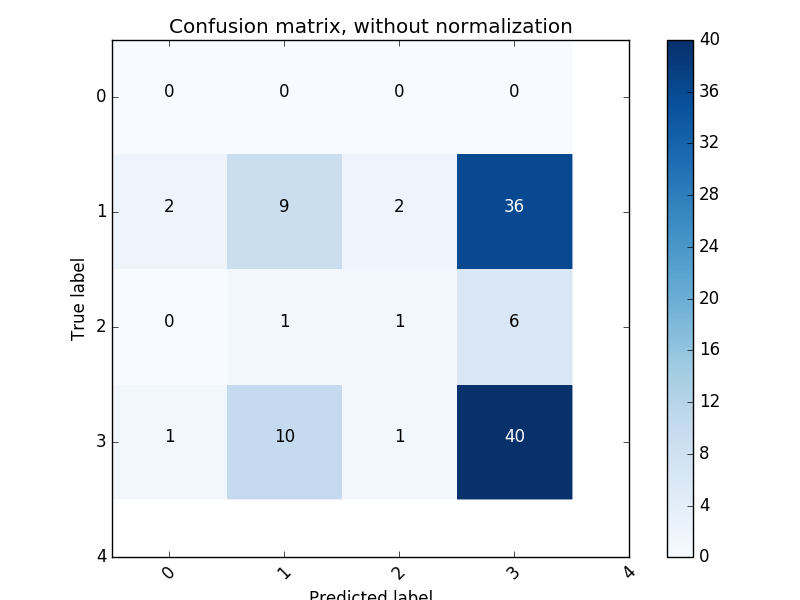 Confusion matrix, without normalization
0 0 0 0 0
1 2 9 2 36
2 0 1 1 6
3 1 10 1 40
4
0 1 2 3 4
True label
Predicted label
40
36
32
28
24
20
16
12
8
4
0